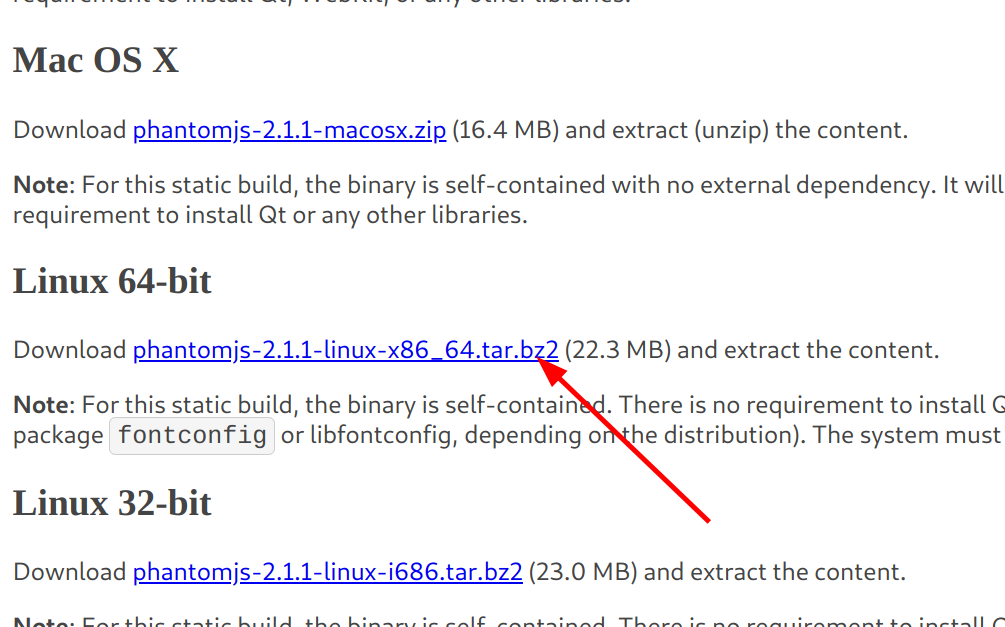 requirement to install Qt, WebKit, or any other libraries.
Mac OS X
Download phantomjs-2.1.1-macosx.zip (16.4 MB) and extract (unzip) the content.
Note: For this static build, the binary is self-contained with no external dependency. It will
requirement to install Qt or any other libraries.
Linux 64-bit
Download phantomjs-2.1.1-linux-x86_64.tar.bz2 (22.3 MB) and extract the content.
Note: For this static build, the binary is self-contained. There is no requirement to install Q
package fontconfig or libfontconfig, depending on the distribution). The system must
Linux 32-bit
Download phantomjs-2.1.1-linux-i686.tar.bz2 (23.0 MB) and extract the content.
Note: For this static build, the binary is self-contained. There is no requirement to install Q